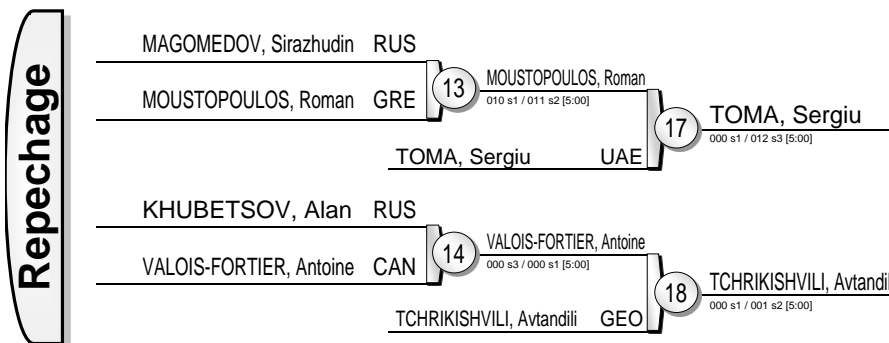 Repechage
MAGOMEDOV, Sirazhudin RUS
MOUSTOPOULOS, Roman GRE
13
MOUSTOPOULOS, Roman
010 s1 / 011 s2 [5:00]
TOMA, Sergiu UAE
17
TOMA, Sergiu
000 s1 / 012 s3 [5:00]
KHUBETSOV, Alan RUS
VALOIS-FORTIER, Antoine CAN
14
VALOIS-FORTIER, Antoine
000 s3 / 000 s1 [5:00]
TCHRIKISHVILI, Avtandili GEO
18
TCHRIKISHVILI, Avtandil
000 s1 / 001 s2 [5:00]